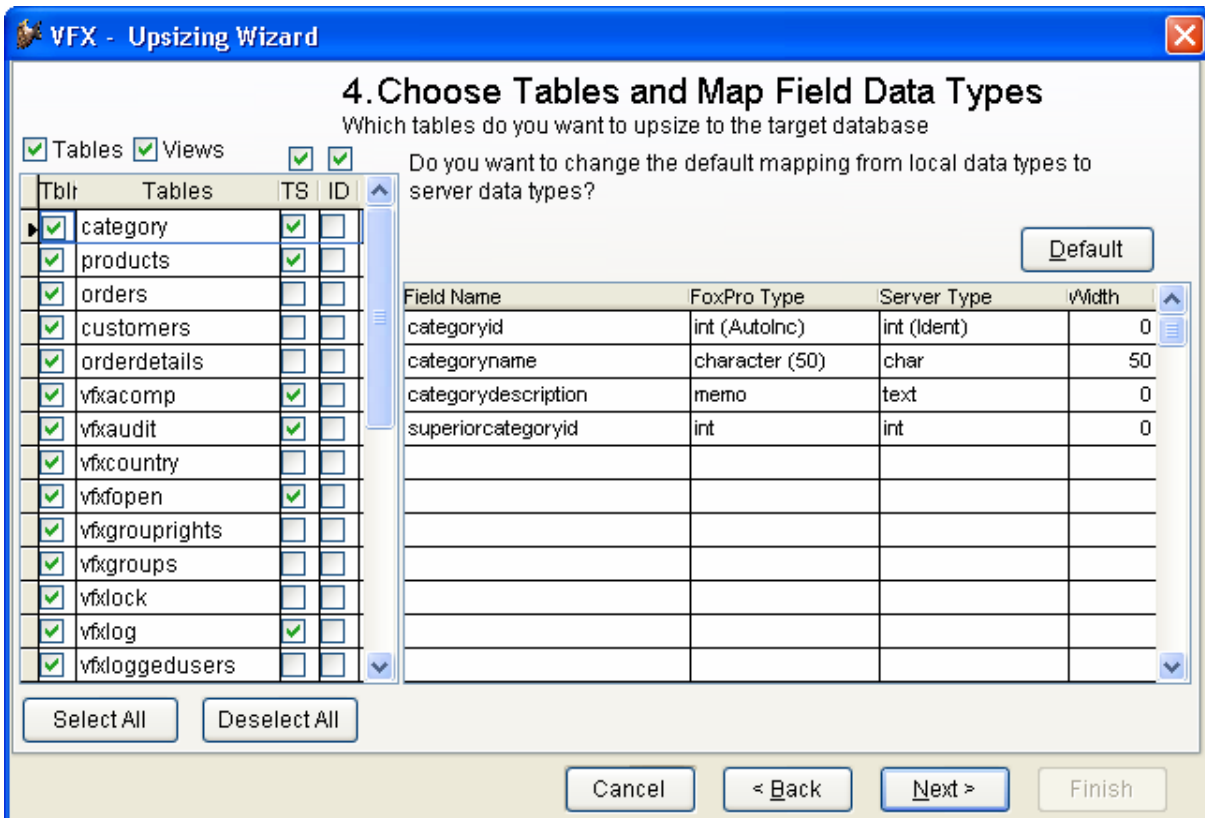 VFX - Upsizing Wizard
4. Choose Tables and Map Field Data Types
Which tables do you want to upsize to the target database
Tables Views
Do you want to change the default mapping from local data types to
server data types?
Default
Tblr Tables TS ID
category
products
orders
customers
orderdetails
vfxacomp
vfxaudit
vfxcountry
vfxfopen
vfxgrouprights
vfxgroups
vfxlock
vfxlog
vfxloggedusers
Field Name FoxPro Type Server Type Width
categoryid int (AutoInc) int (Ident) 0
categoryname character (50) char 50
categorydescription memo text 0
superiorcategoryid int int 0
Select All Deselect All
Cancel < Back Next > Finish